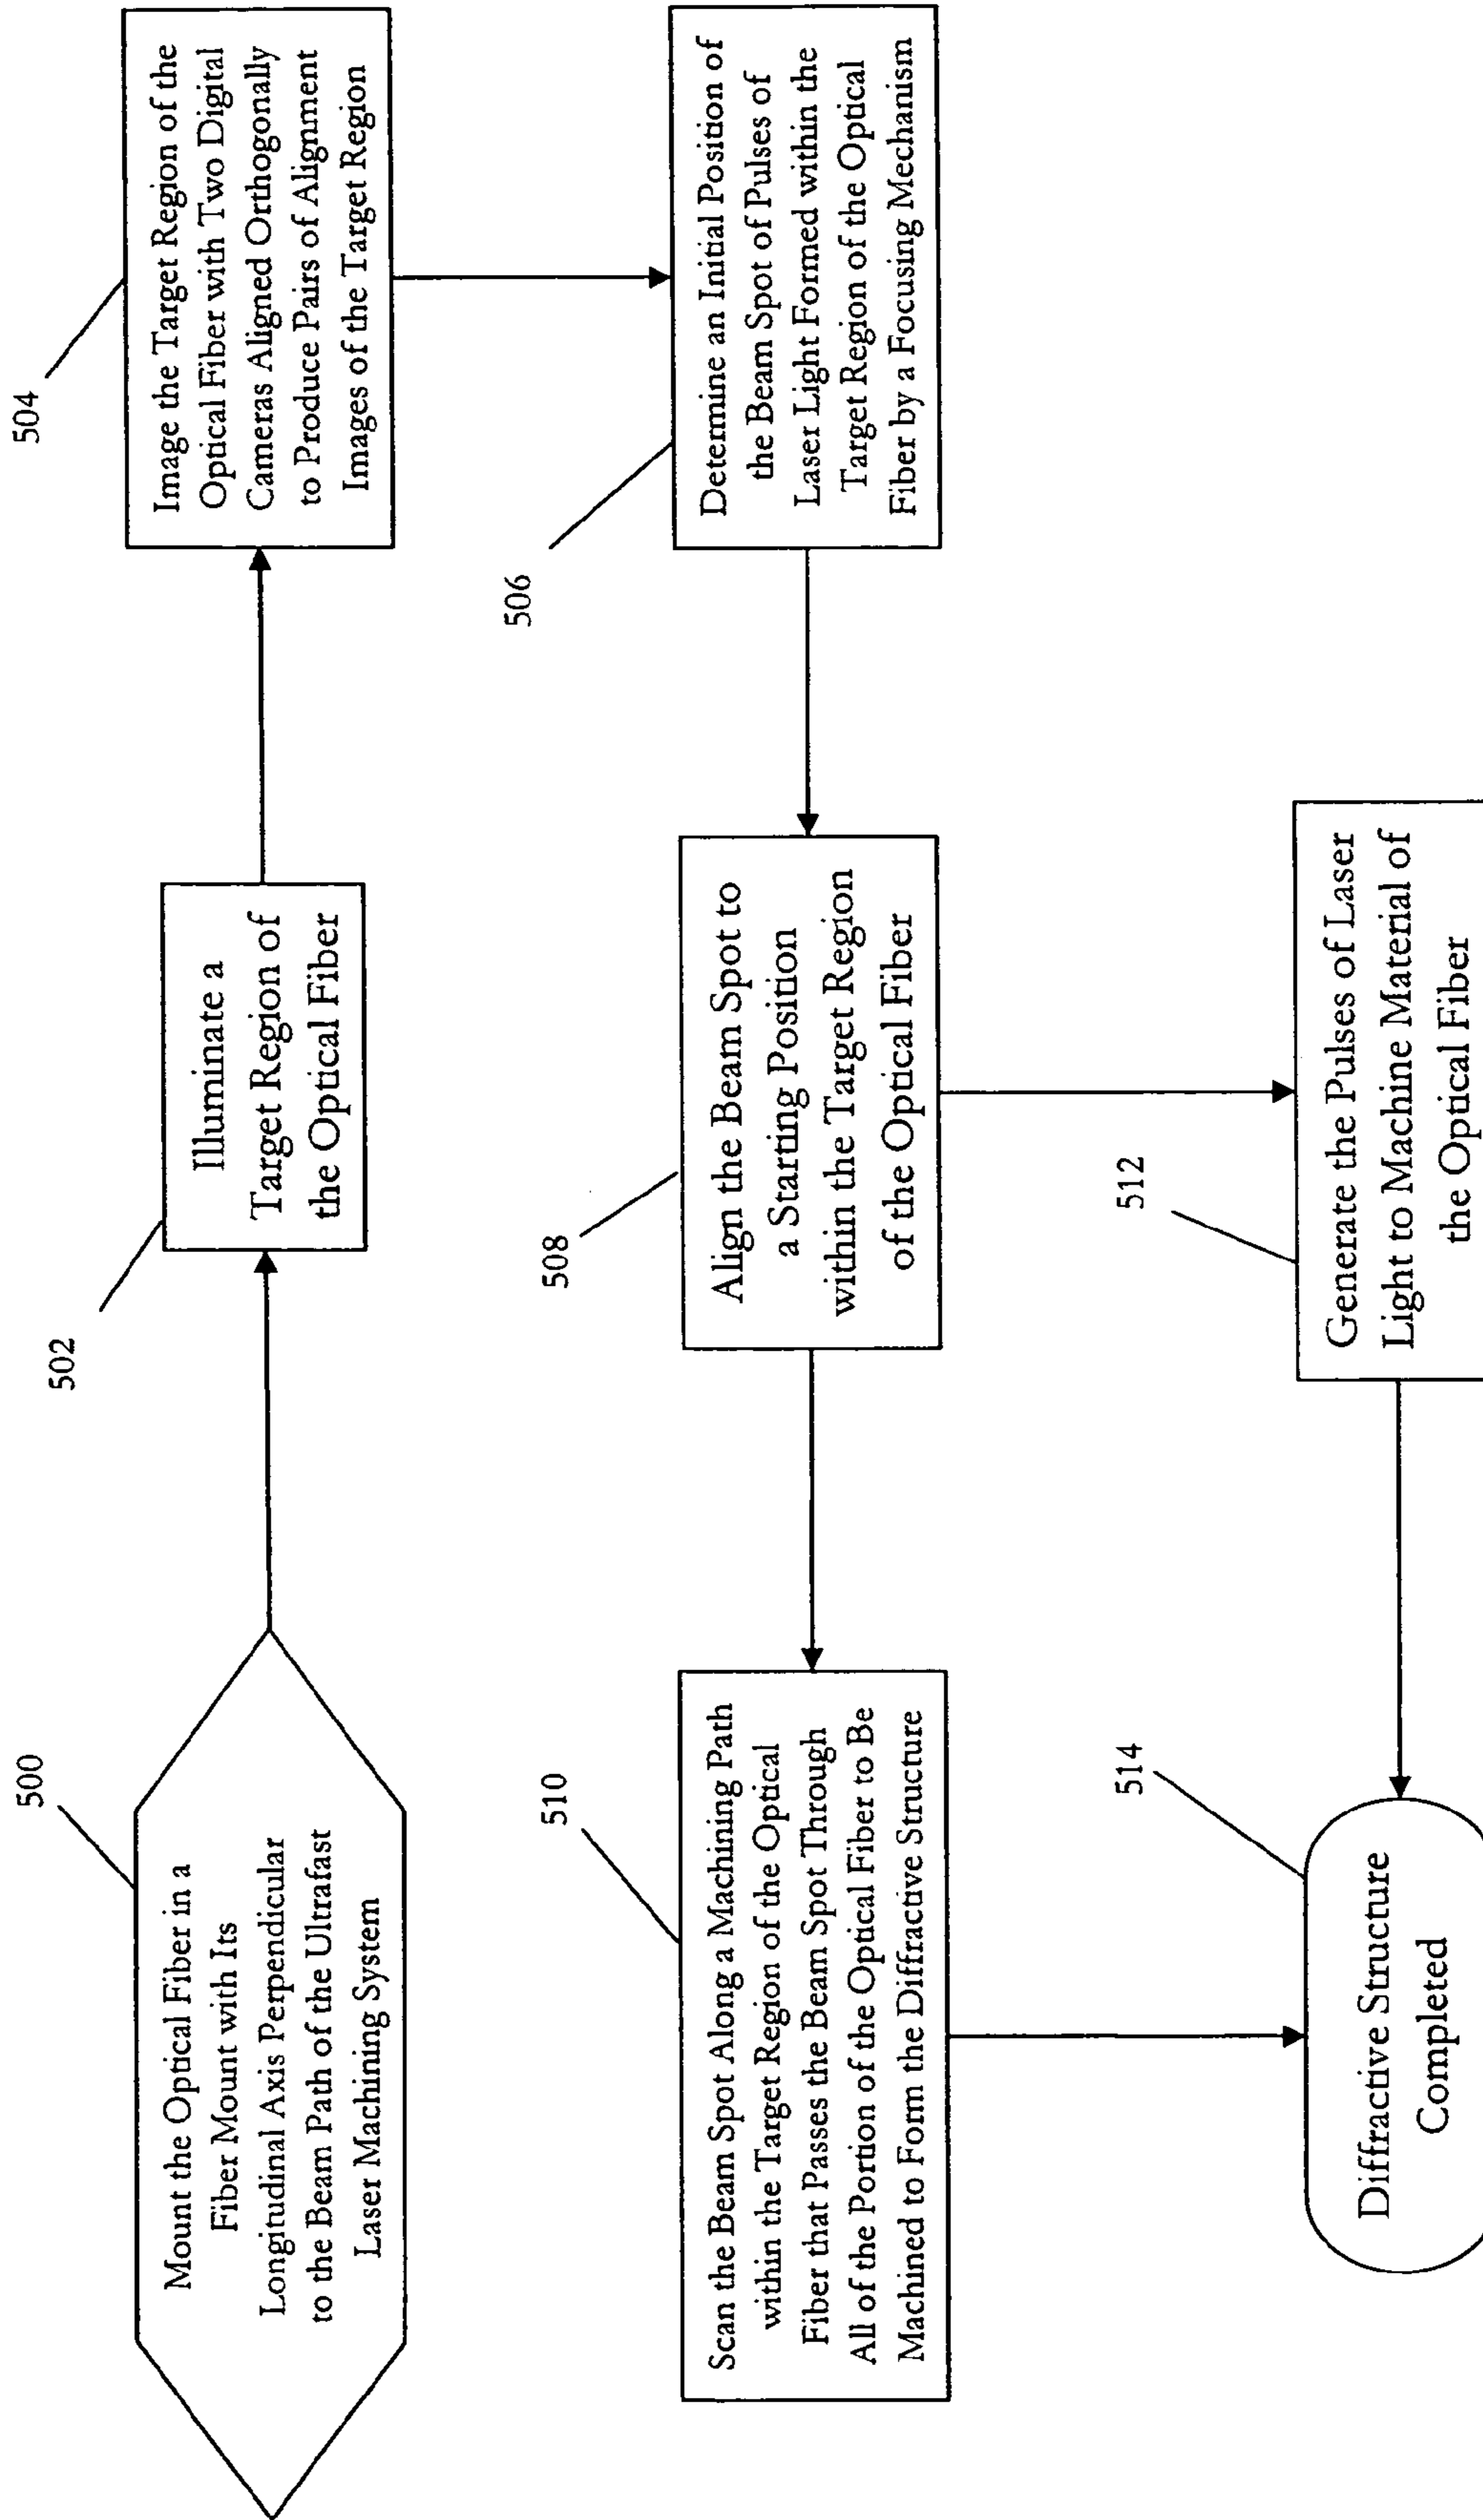 500
Mount the Optical Fiber in a
Fiber Mount with Its
Longitudinal Axis Perpendicular
to the Beam Path of the Ultrafast
Laser Machining System
502
Illuminate a
Target Region of
the Optical Fiber
504
Image the Target Region of the
Optical Fiber with Two Digital
Cameras Aligned Orthogonally
to Produce Pairs of Alignment
Images of the Target Region
506
Determine an Initial Position of
the Beam Spot of Pulses of
Laser Light Formed within the
Target Region of the Optical
Fiber by a Focusing Mechanism
508
Align the Beam Spot to
a Starting Position
within the Target Region
of the Optical Fiber
510
Scan the Beam Spot Along a Machining Path
within the Target Region of the Optical
Fiber that Passes the Beam Spot Through
All of the Portion of the Optical Fiber to Be
Machined to Form the Diffractive Structure
512
Generate the Pulses of Laser
Light to Machine Material of
the Optical Fiber
514
Diffractive Structure
Completed